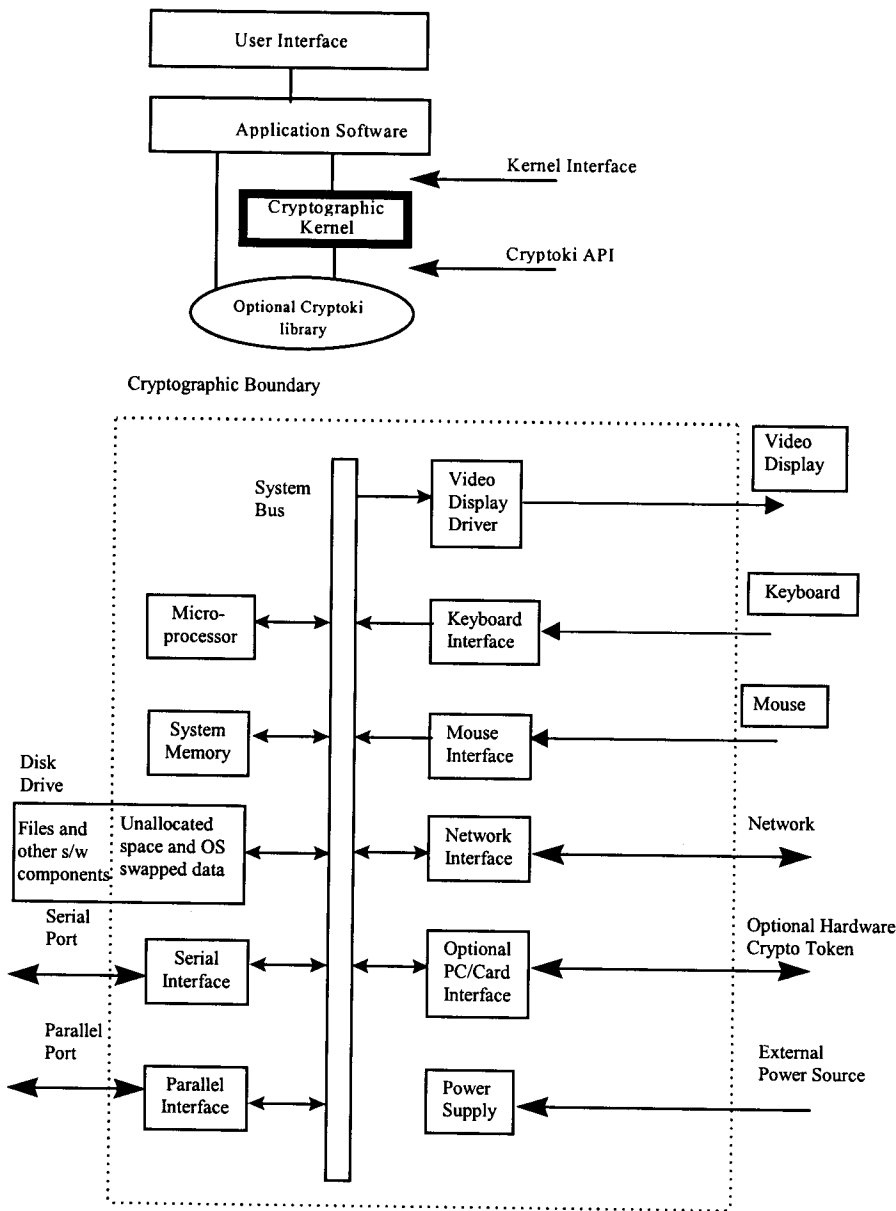 User Interface
Application Software
Kernel Interface
Cryptographic
Kernel
Cryptoki API
Optional Cryptoki
library
Cryptographic Boundary
Video
Display
System
Bus
Video
Display
Driver
Keyboard
Micro-
processor
Keyboard
Interface
Mouse
System
Memory
Mouse
Interface
Disk
Drive
Files and
other s/w
components
Unallocated
space and OS
swapped data
Network
Interface
Network
Serial
Port
Serial
Interface
Optional
PC/Card
Interface
Optional Hardware
Crypto Token
Parallel
Port
Parallel
Interface
Power
Supply
External
Power Source